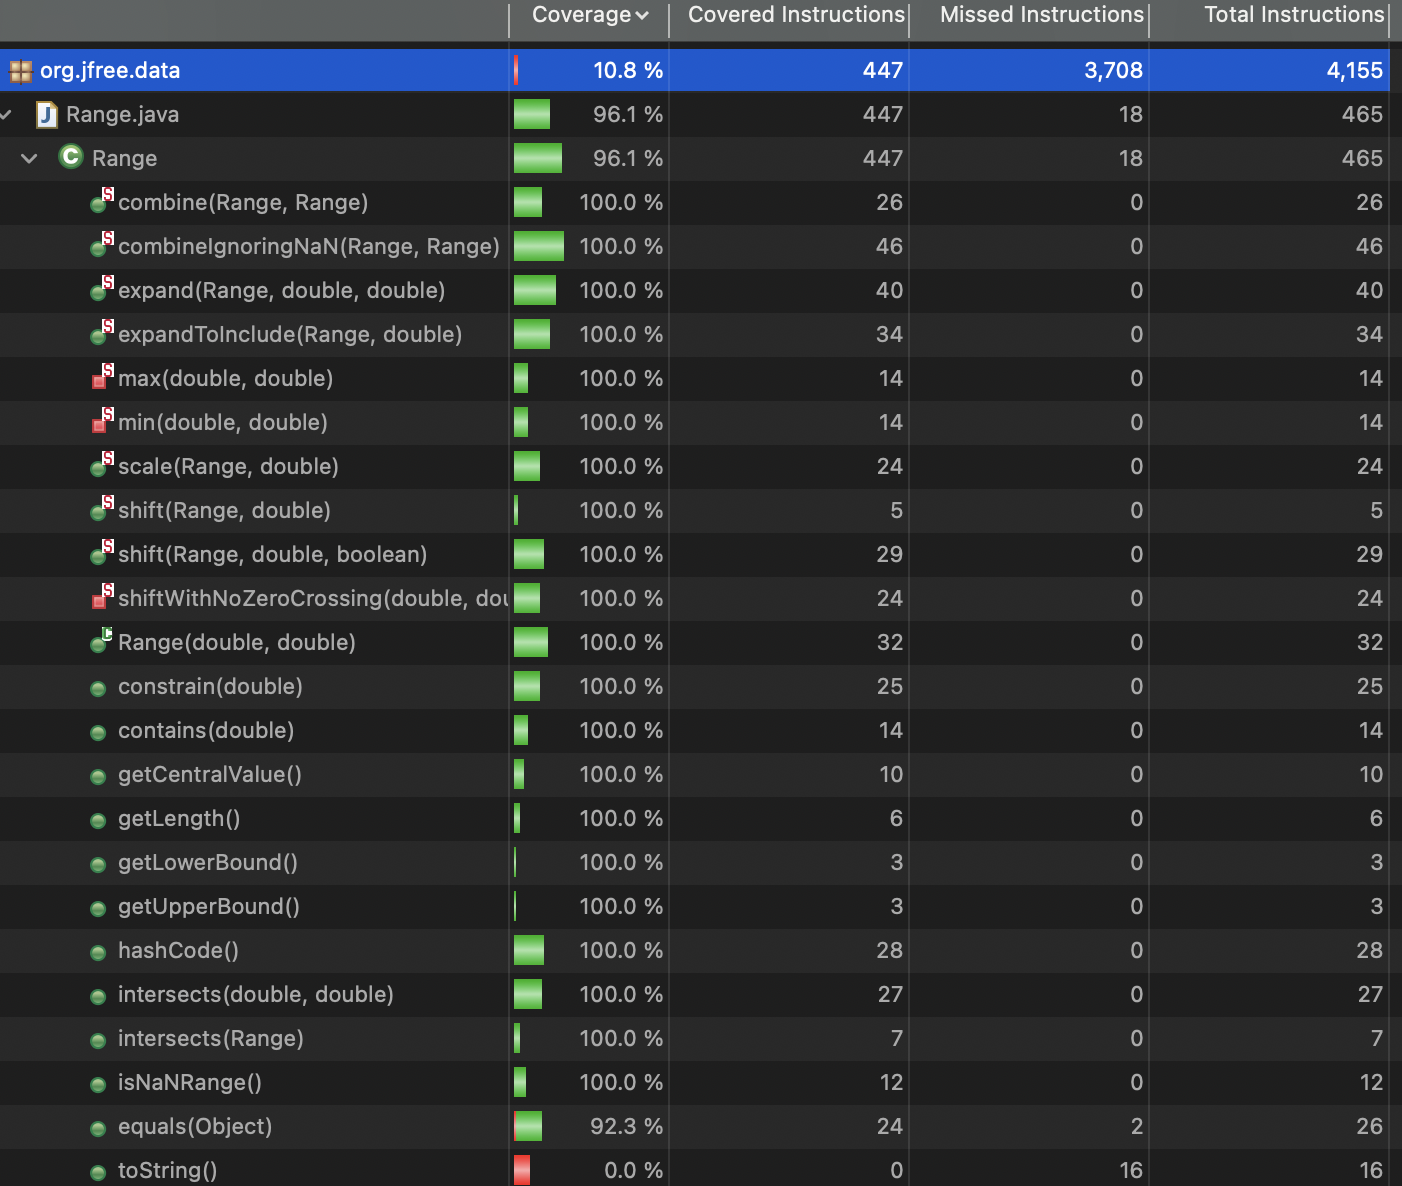 Coverage Covered Instructions Missed Instructions Total Instructions
org.jfree.data 10.8 % 447 3,708 4,155
J Range.java 96.1 % 447 18 465
C Range 96.1 % 447 18 465
S combine(Range, Range) 100.0 % 26 0 26
S combineIgnoringNaN(Range, Range) 100.0 % 46 0 46
S expand(Range, double, double) 100.0 % 40 0 40
S expandToInclude(Range, double) 100.0 % 34 0 34
S max(double, double) 100.0 % 14 0 14
S min(double, double) 100.0 % 14 0 14
S scale(Range, double) 100.0 % 24 0 24
S shift(Range, double) 100.0 % 5 0 5
S shift(Range, double, boolean) 100.0 % 29 0 29
S shiftWithNoZeroCrossing(double, dou 100.0 % 24 0 24
C Range(double, double) 100.0 % 32 0 32
constrain(double) 100.0 % 25 0 25
contains(double) 100.0 % 14 0 14
getCentralValue() 100.0 % 10 0 10
getLength() 100.0 % 6 0 6
getLowerBound() 100.0 % 3 0 3
getUpperBound() 100.0 % 3 0 3
hashCode() 100.0 % 28 0 28
intersects(double, double) 100.0 % 27 0 27
intersects(Range) 100.0 % 7 0 7
isNaNRange() 100.0 % 12 0 12
equals(Object) 92.3 % 24 2 26
toString() 0.0 % 0 16 16